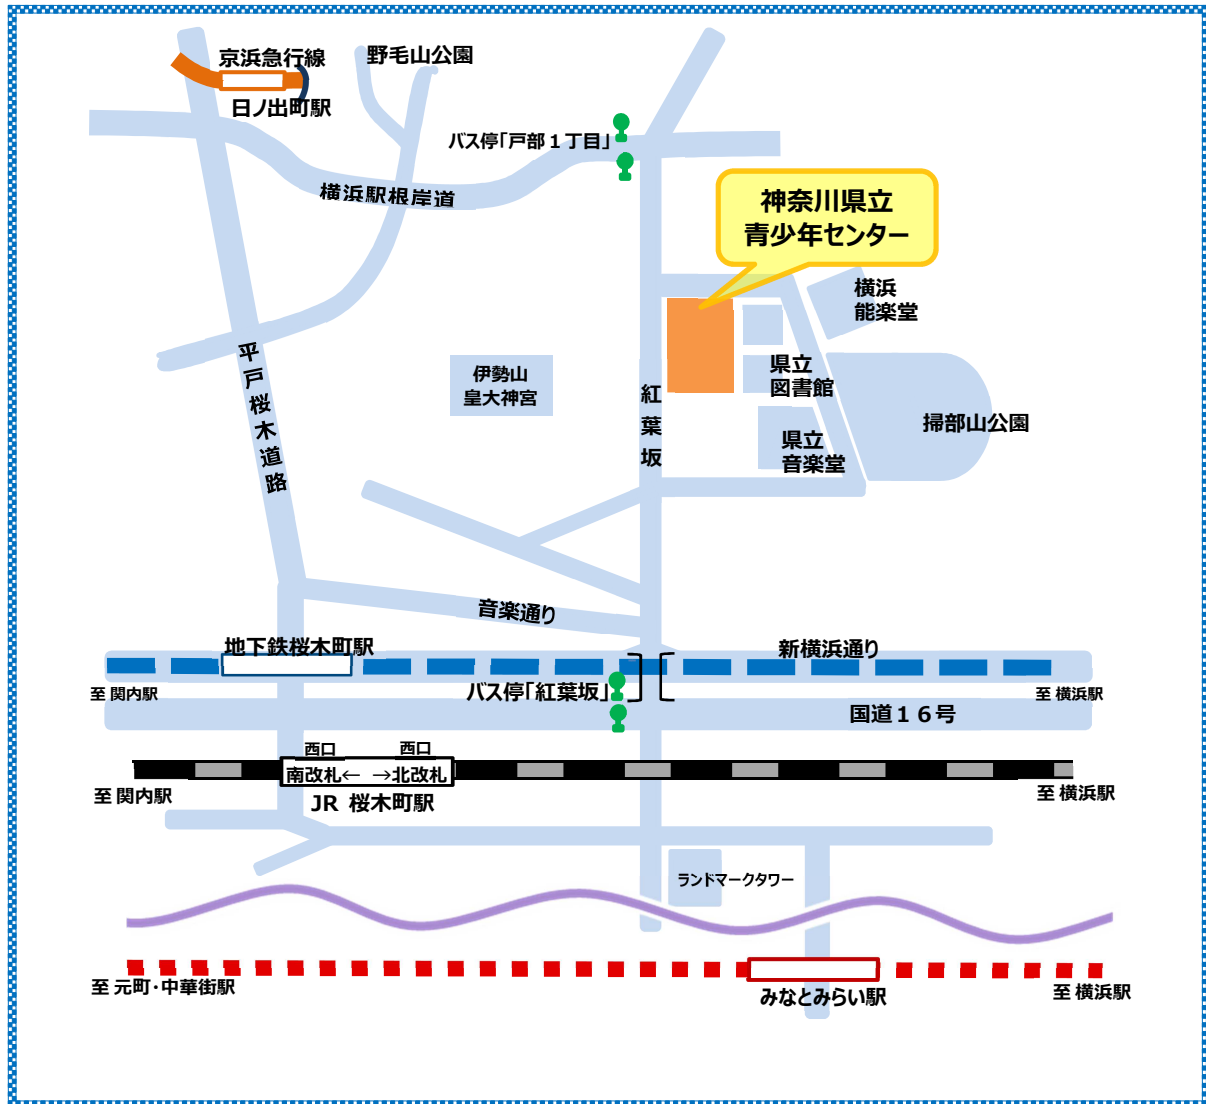 京浜急行線
日ノ出町駅
野毛山公園
バス停「戸部１丁目」
横浜駅根岸道
神奈川県立
青少年センター
横浜
能楽堂
平戸桜木道路
伊勢山
皇大神宮
紅葉坂
県立
図書館
掃部山公園
県立
音楽堂
音楽通り
地下鉄桜木町駅
新横浜通り
至 関内駅
バス停「紅葉坂」
至 横浜駅
国道１６号
西口
西口
南改札← →北改札
JR 桜木町駅
至 関内駅
至 横浜駅
ランドマークタワー
至 元町・中華街駅
みなとみらい駅
至 横浜駅